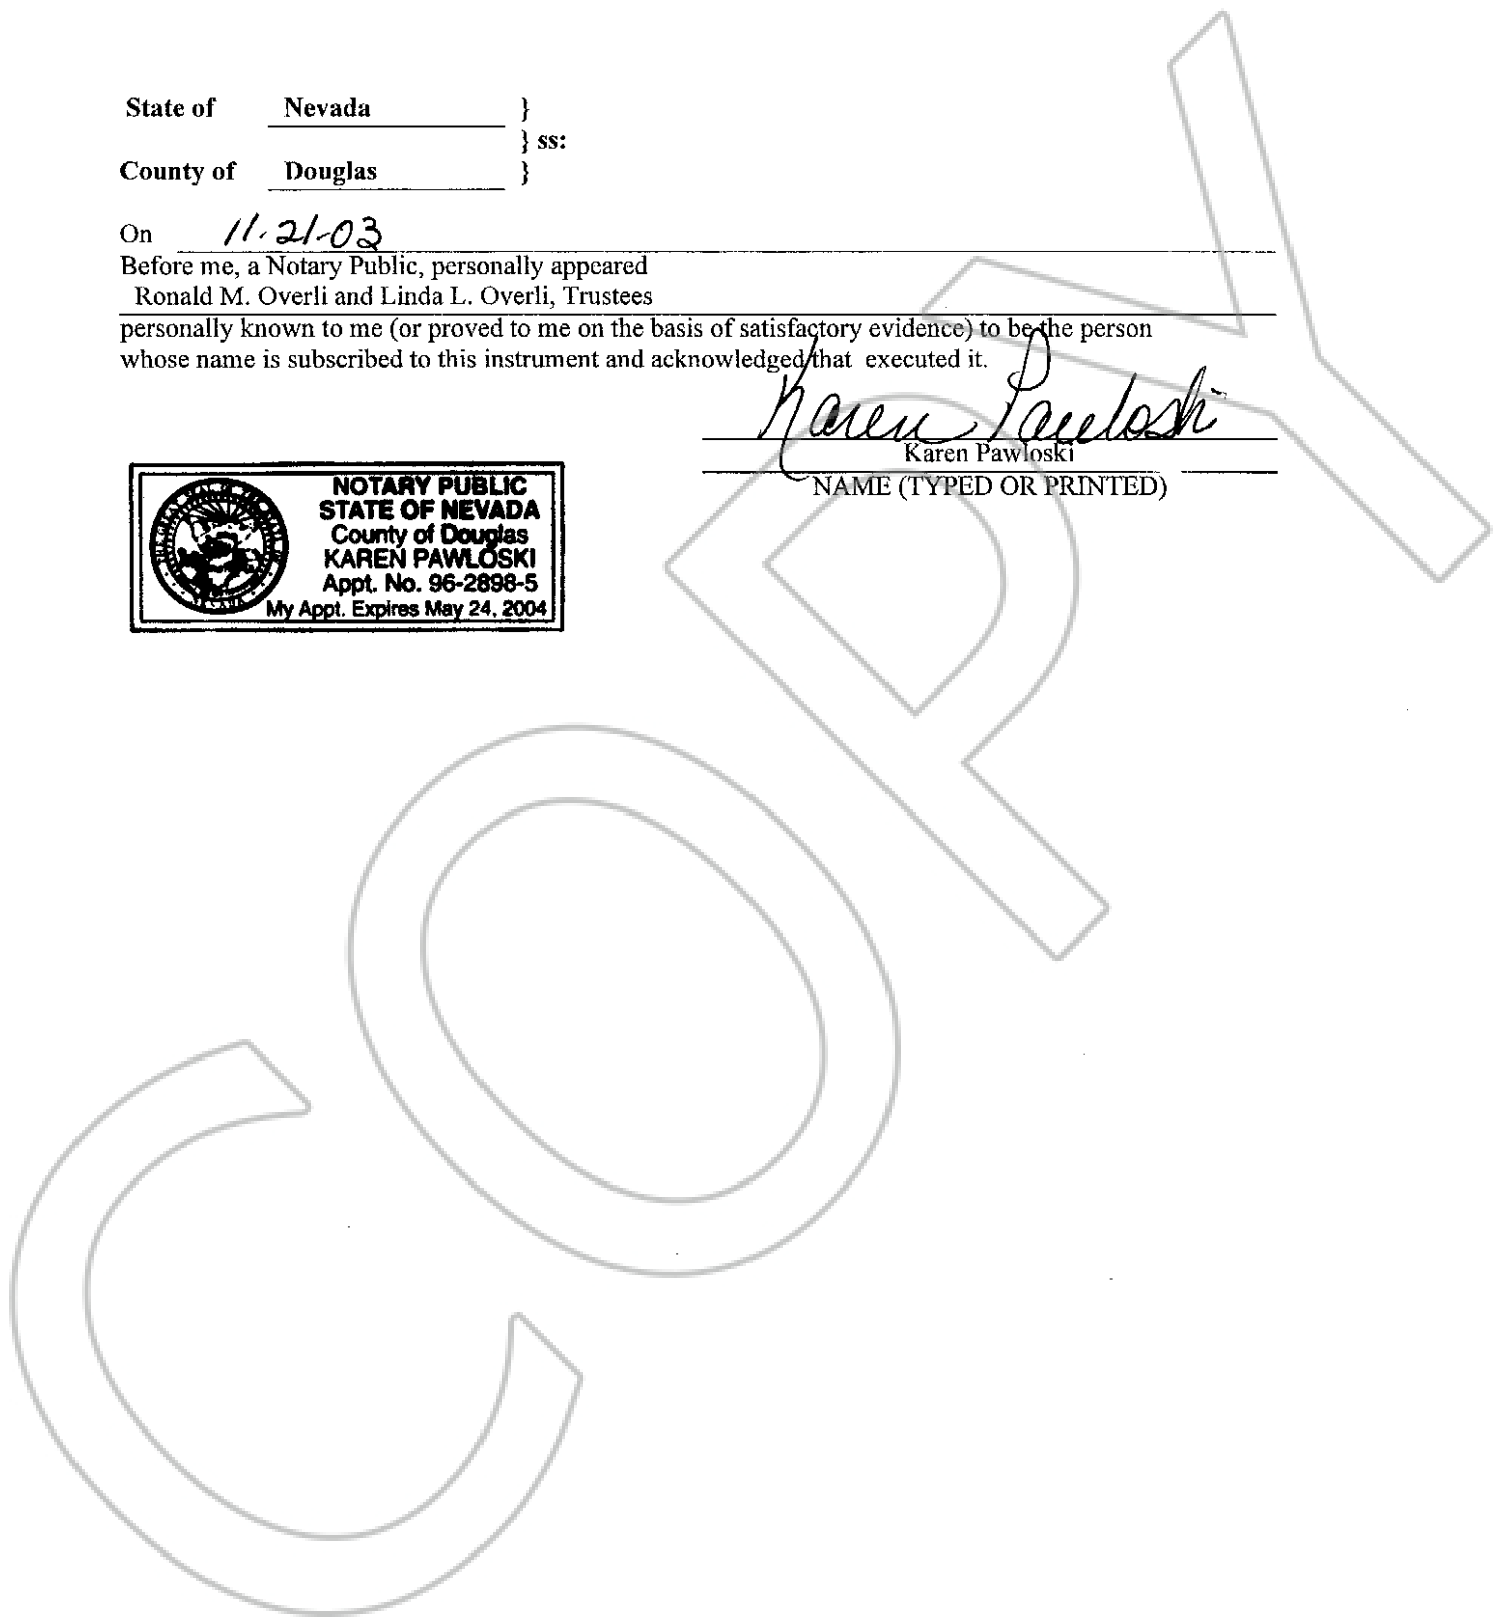 State of Nevada }
} ss:
County of Douglas }
On 11-21-03
Before me, a Notary Public, personally appeared
Ronald M. Overli and Linda L. Overli, Trustees
personally known to me (or proved to me on the basis of satisfactory evidence) to be the person
whose name is subscribed to this instrument and acknowledged that executed it.
Karen Pawloski
Karen Pawloski
NAME (TYPED OR PRINTED)
NOTARY PUBLIC
STATE OF NEVADA
County of Douglas
KAREN PAWLOSKI
Appt. No. 96-2898-5
My Appt. Expires May 24, 2004
COPY